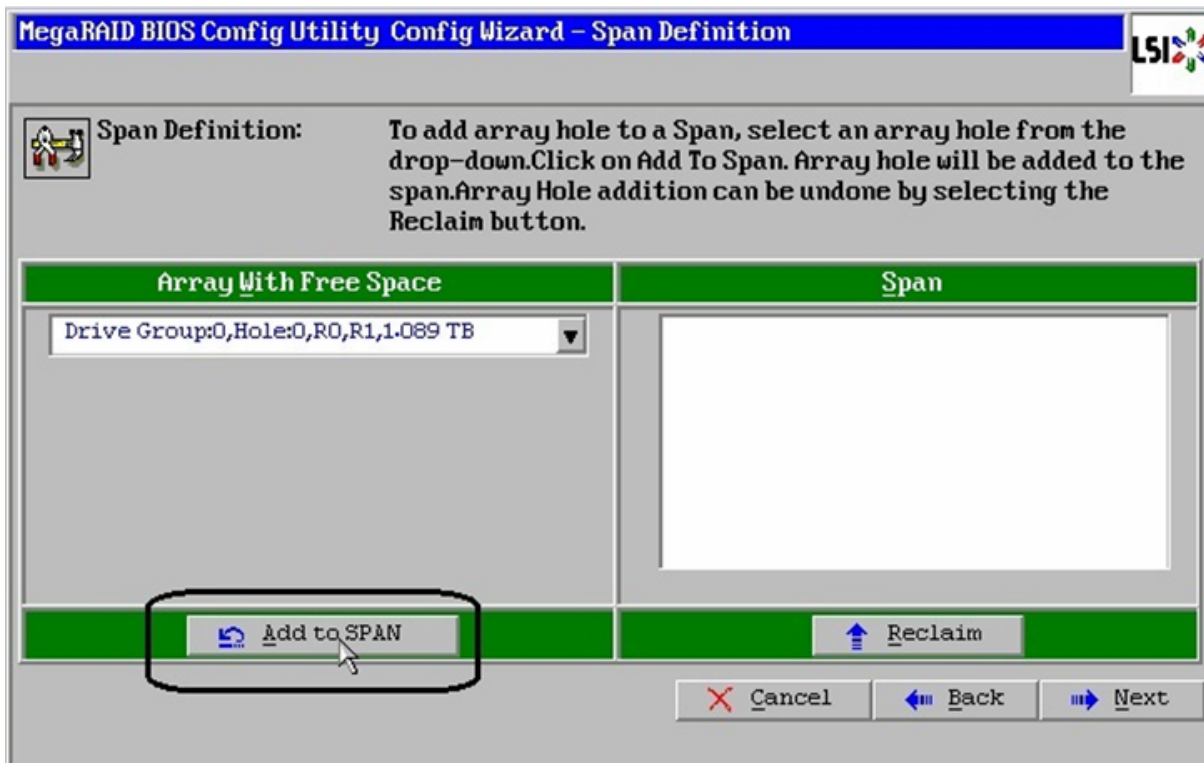 MegaRAID BIOS Config Utility Config Wizard – Span Definition
LSI
Span Definition:
To add array hole to a Span, select an array hole from the
drop-down.Click on Add To Span. Array hole will be added to the
span.Array Hole addition can be undone by selecting the
Reclaim button.
Array With Free Space
Span
Drive Group:0,Hole:0,R0,R1,1.089 TB
Add to SPAN
Reclaim
Cancel
Back
Next